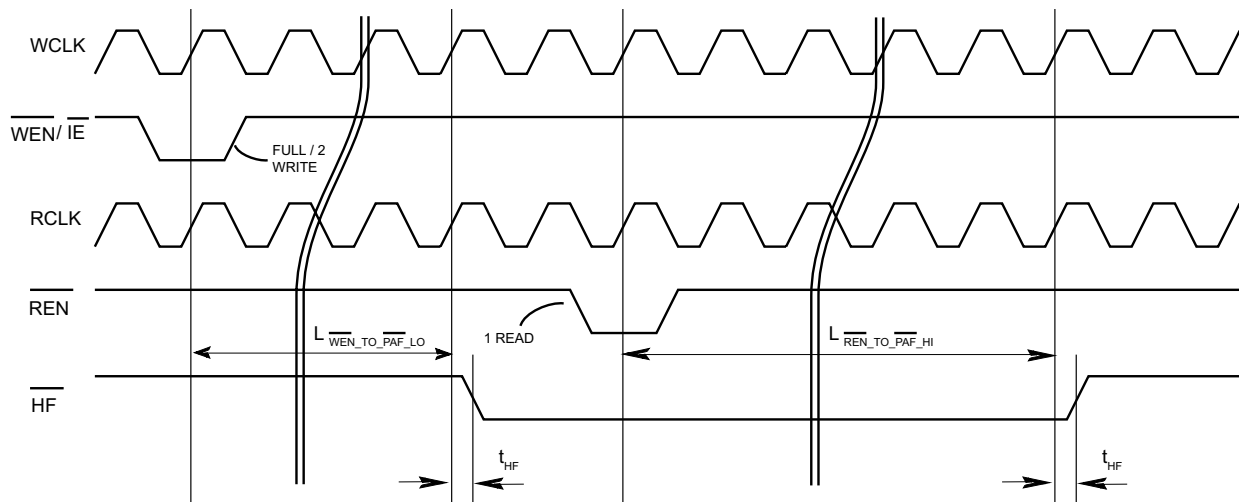 WCLK
WEN/ IE
FULL / 2
WRITE
RCLK
REN
1 READ
L WEN_TO_PAF_LO
L REN_TO_PAF_HI
HF
tHF
tHF